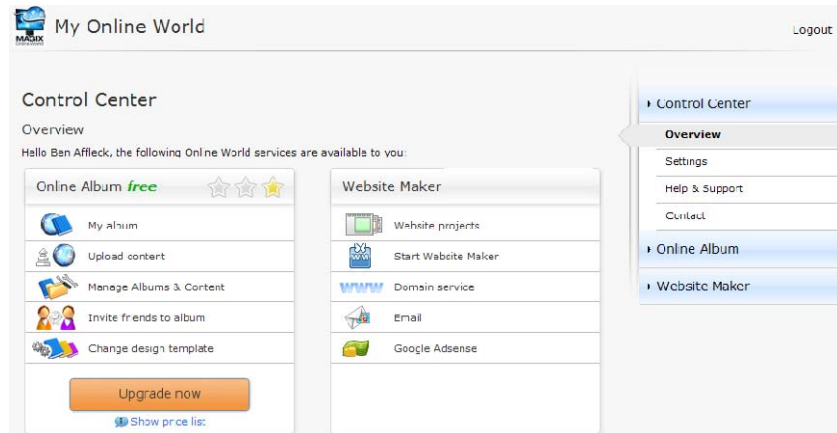 MAGIX
My Online World
Logout
Control Center
Overview
Hello Ben Affleck, the following Online World services are available to you:
Online Album free
My album
Upload content
Manage Albums & Content
Invite friends to album
Change design template
Upgrade now
Show price list
Website Maker
Website projects
Start Website Maker
www Domain service
Email
Google Adsense
Control Center
Overview
Settings
Help & Support
Contact
Online Album
Website Maker